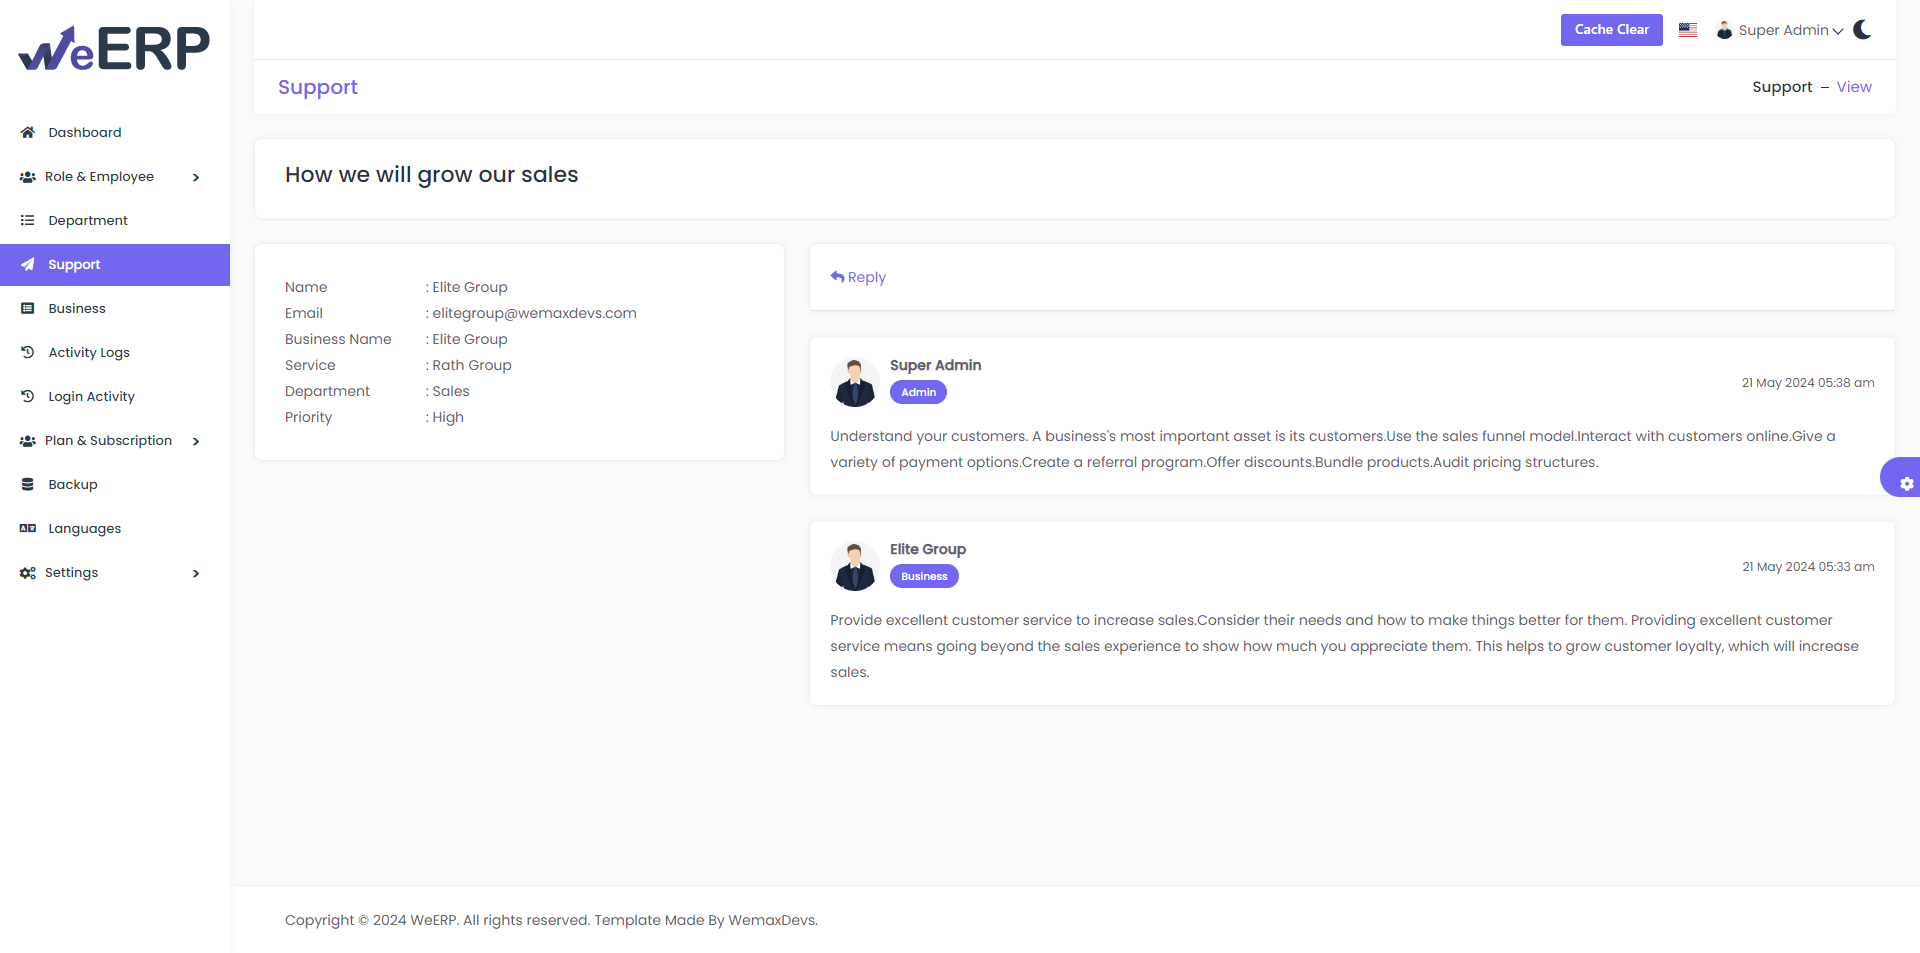 WeERP
Cache Clear
Super Admin
Support
Support – View
Dashboard
Role & Employee
Department
Support
Business
Activity Logs
Login Activity
Plan & Subscription
Backup
Languages
Settings
How we will grow our sales
Name : Elite Group
Email : elitegroup@wemaxdevs.com
Business Name : Elite Group
Service : Rath Group
Department : Sales
Priority : High
Reply
Super Admin
Admin
21 May 2024 05:38 am
Understand your customers. A business's most important asset is its customers.Use the sales funnel model.Interact with customers online.Give a
variety of payment options.Create a referral program.Offer discounts.Bundle products.Audit pricing structures.
Elite Group
Business
21 May 2024 05:33 am
Provide excellent customer service to increase sales.Consider their needs and how to make things better for them. Providing excellent customer
service means going beyond the sales experience to show how much you appreciate them. This helps to grow customer loyalty, which will increase
sales.
Copyright © 2024 WeERP. All rights reserved. Template Made By WemaxDevs.